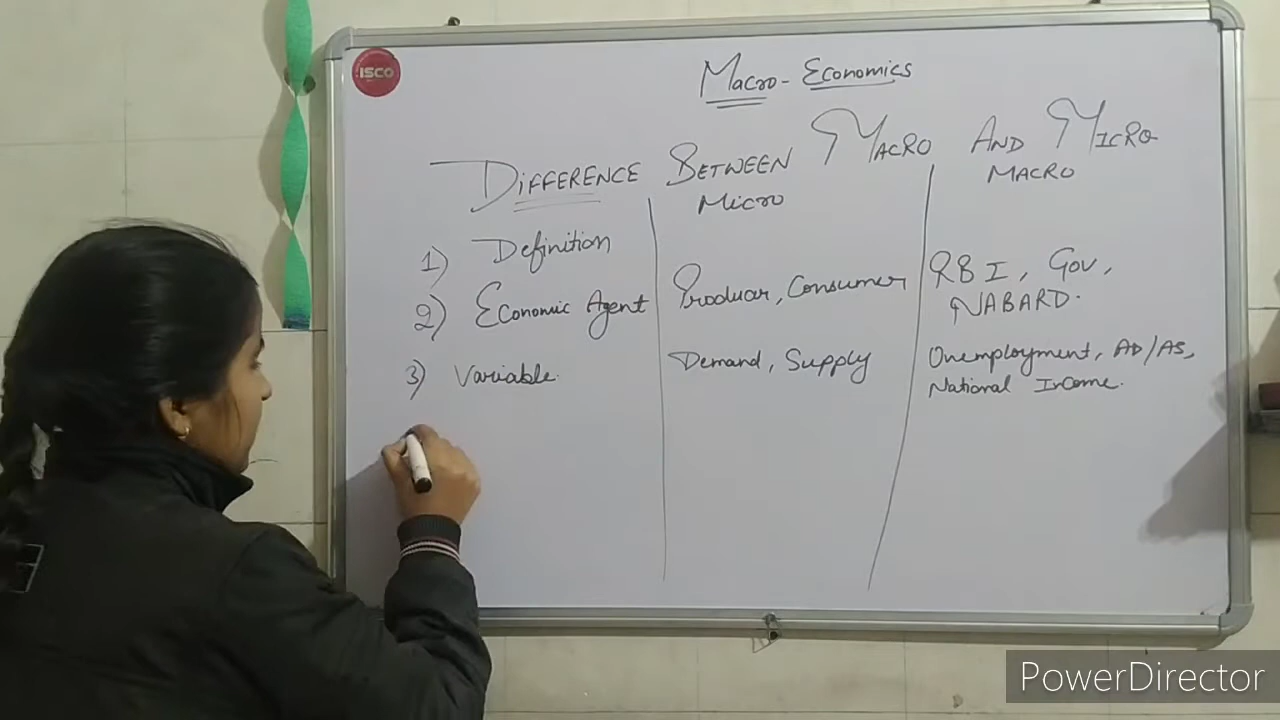 ISCO
Macro - Economics
DIFFERENCE BETWEEN MACRO AND MICRO
Micro
MACRO
1) Definition
2) Economic Agent
Producer, Consumer
RBI, Gov,
NABARD.
3) Variable.
Demand, Supply
Unemployment, AD/AS,
National Income.
PowerDirector